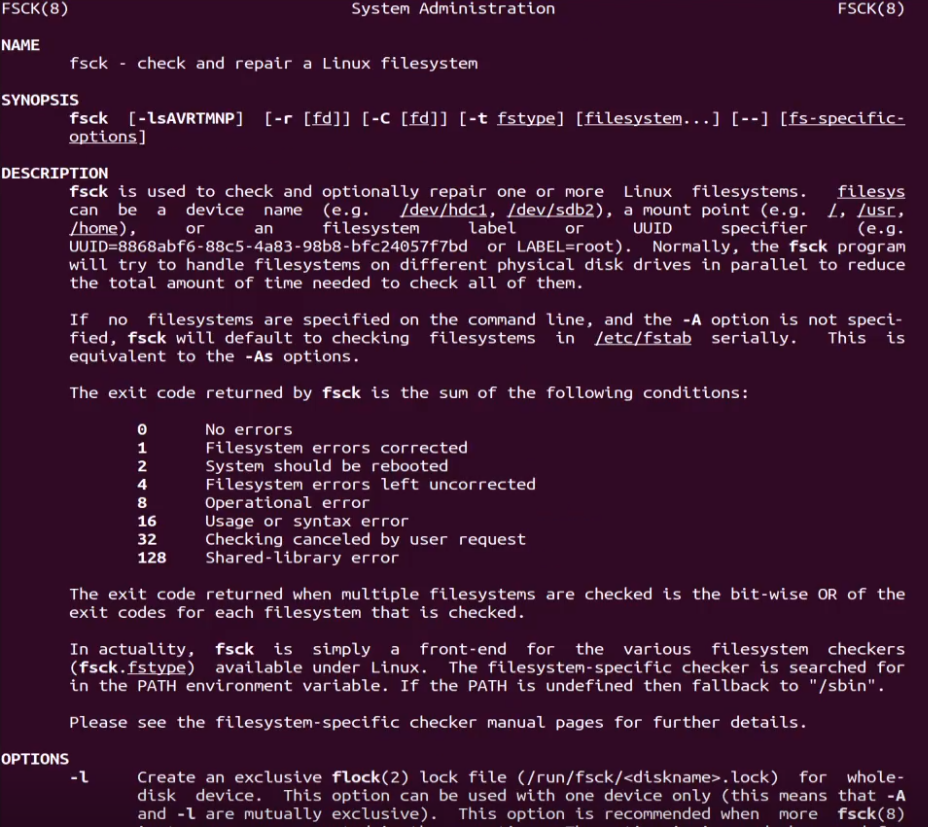 FSCK(8) System Administration FSCK(8)
NAME
fsck - check and repair a Linux filesystem
SYNOPSIS
fsck [-lsAVRTMNP] [-r [fd]] [-C [fd]] [-t fstype] [filesystem...] [--] [fs-specific-
options]
DESCRIPTION
fsck is used to check and optionally repair one or more Linux filesystems. filesys
can be a device name (e.g. /dev/hdc1, /dev/sdb2), a mount point (e.g. /, /usr,
/home), or an filesystem label or UUID specifier (e.g.
UUID=8868abf6-88c5-4a83-98b8-bfc24057f7bd or LABEL=root). Normally, the fsck program
will try to handle filesystems on different physical disk drives in parallel to reduce
the total amount of time needed to check all of them.
If no filesystems are specified on the command line, and the -A option is not speci-
fied, fsck will default to checking filesystems in /etc/fstab serially. This is
equivalent to the -As options.
The exit code returned by fsck is the sum of the following conditions:
0 No errors
1 Filesystem errors corrected
2 System should be rebooted
4 Filesystem errors left uncorrected
8 Operational error
16 Usage or syntax error
32 Checking canceled by user request
128 Shared-library error
The exit code returned when multiple filesystems are checked is the bit-wise OR of the
exit codes for each filesystem that is checked.
In actuality, fsck is simply a front-end for the various filesystem checkers
(fsck.fstype) available under Linux. The filesystem-specific checker is searched for
in the PATH environment variable. If the PATH is undefined then fallback to "/sbin".
Please see the filesystem-specific checker manual pages for further details.
OPTIONS
-l Create an exclusive flock(2) lock file (/run/fsck/<diskname>.lock) for whole-
disk device. This option can be used with one device only (this means that -A
and -l are mutually exclusive). This option is recommended when more fsck(8)